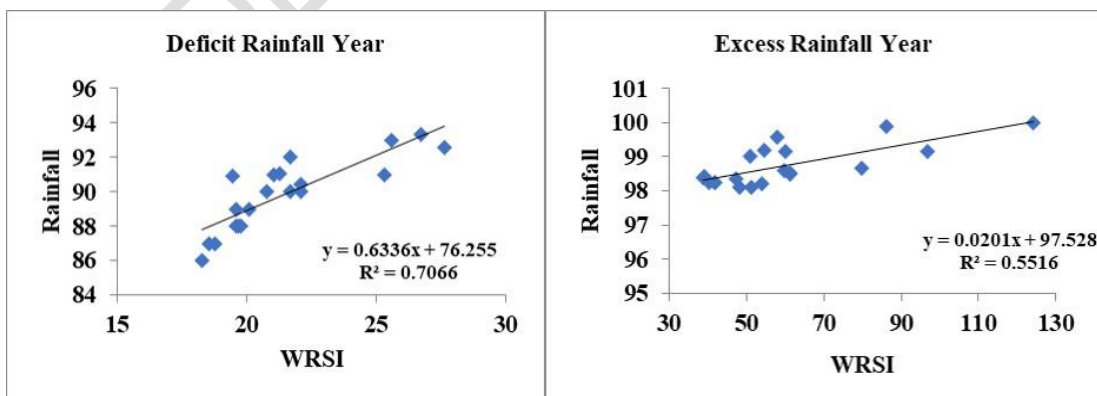 Deficit Rainfall Year
96
94
92
90
88
86
84
Rainfall
y = 0.6336x + 76.255
R² = 0.7066
15 20 25 30
WRSI
Excess Rainfall Year
101
100
99
98
97
96
95
Rainfall
y = 0.0201x + 97.528
R² = 0.5516
30 50 70 90 110 130
WRSI